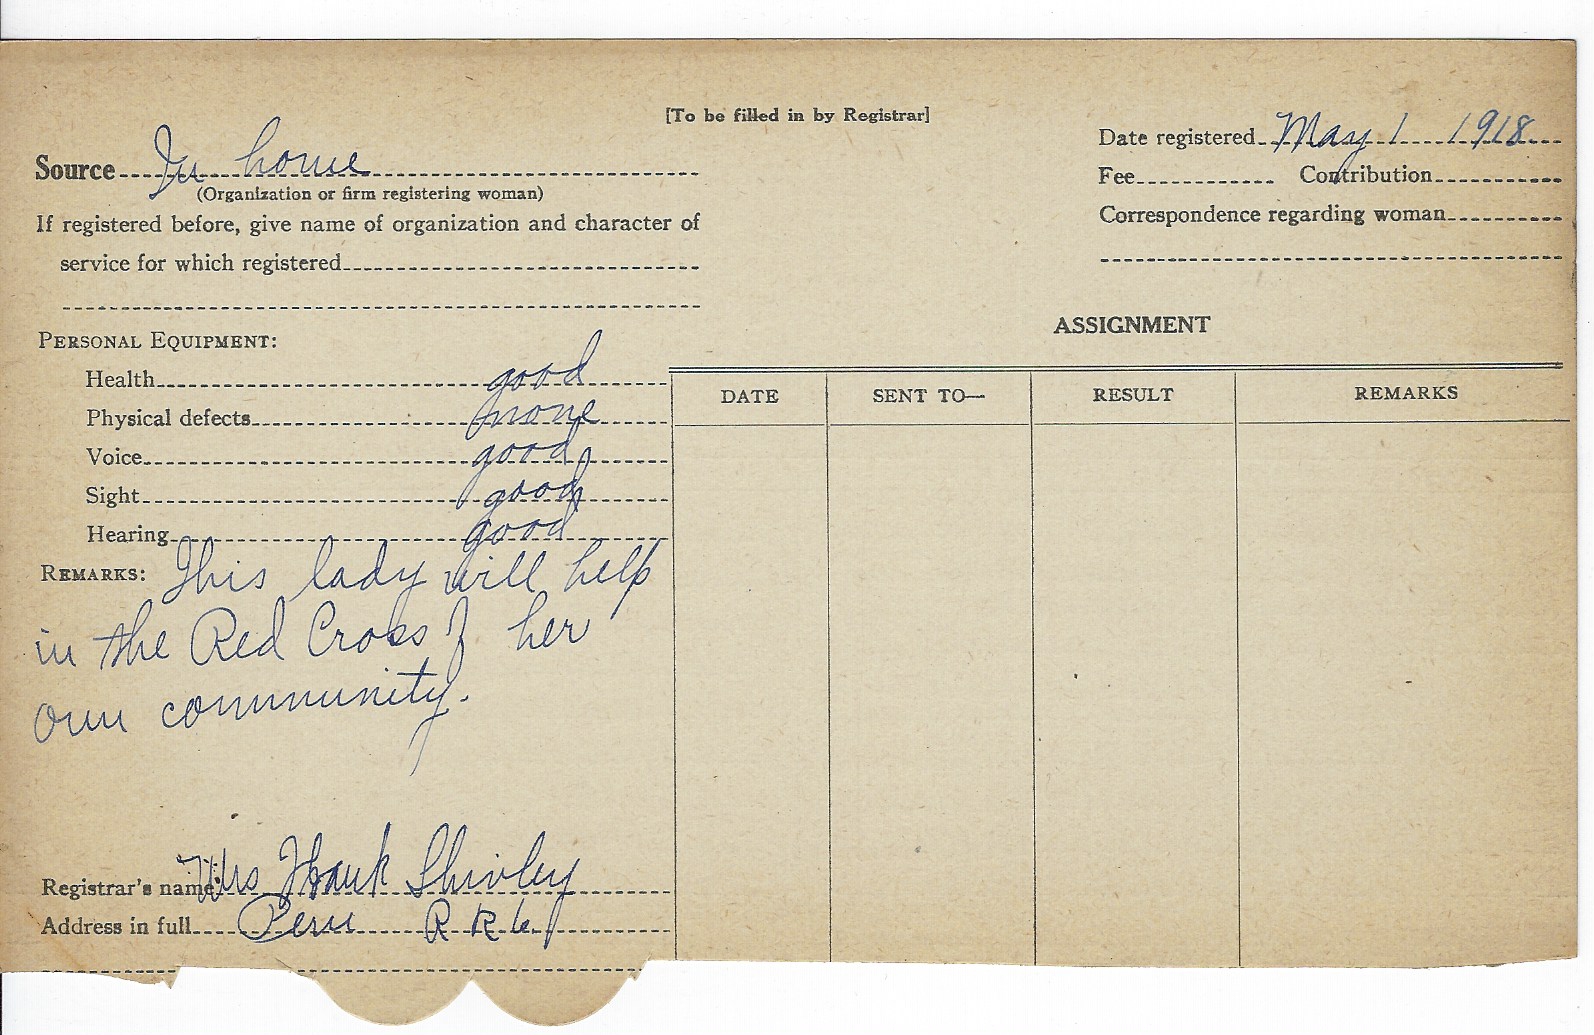 [To be filled in by Registrar]
Date registered May 1 1918
Source In home
(Organization or firm registering woman)
Fee Contribution
If registered before, give name of organization and character of
Correspondence regarding woman
service for which registered
PERSONAL EQUIPMENT:
Health good
Physical defects none
Voice good
Sight good
Hearing good
REMARKS: This lady will help
in the Red Cross of her
own community.
Registrar's name Mrs Frank Shivley
Address in full Peru R R 6.
ASSIGNMENT
DATE SENT TO— RESULT REMARKS